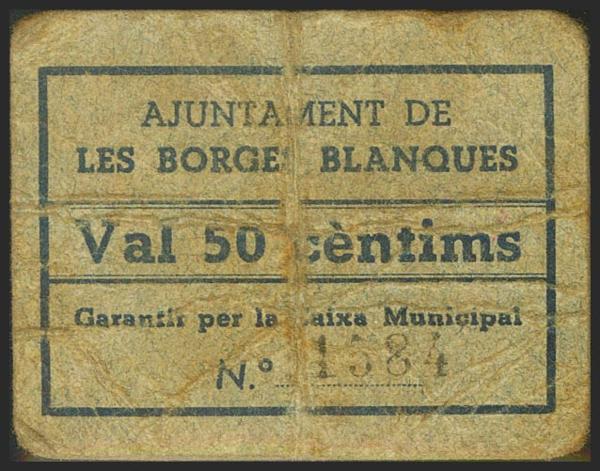 AJUNTAMENT DE
LES BORGES BLANQUES
Val 50 cèntims
Garantit per la Caixa Municipal
N.º 1584